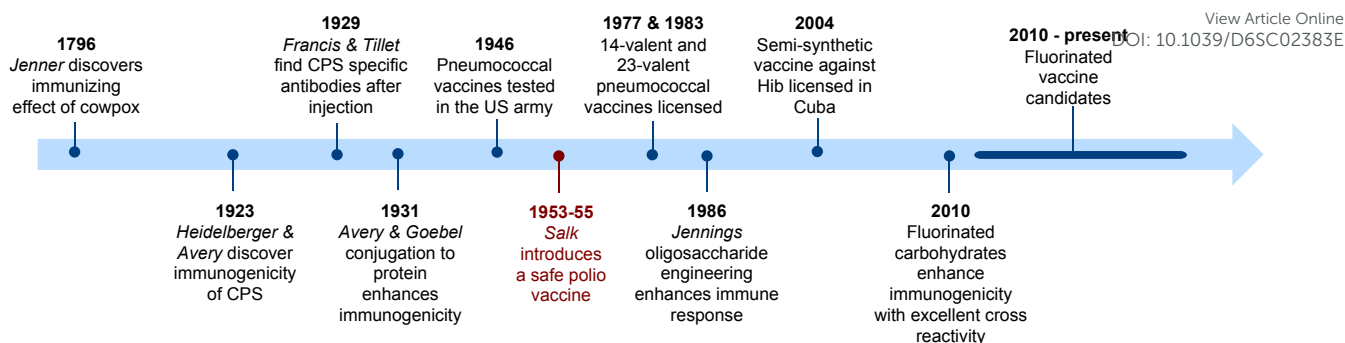 View Article Online
DOI: 10.1039/D6SC02383E
1796
Jenner discovers
immunizing
effect of cowpox
1929
Francis & Tillet
find CPS specific
antibodies after
injection
1946
Pneumococcal
vaccines tested
in the US army
1977 & 1983
14-valent and
23-valent
pneumococcal
vaccines licensed
2004
Semi-synthetic
vaccine against
Hib licensed in
Cuba
2010 - present
Fluorinated
vaccine
candidates
1923
Heidelberger &
Avery discover
immunogenicity
of CPS
1931
Avery & Goebel
conjugation to
protein
enhances
immunogenicity
1953-55
Salk
introduces
a safe polio
vaccine
1986
Jennings
oligosaccharide
engineering
enhances immune
response
2010
Fluorinated
carbohydrates
enhance
immunogenicity
with excellent cross
reactivity